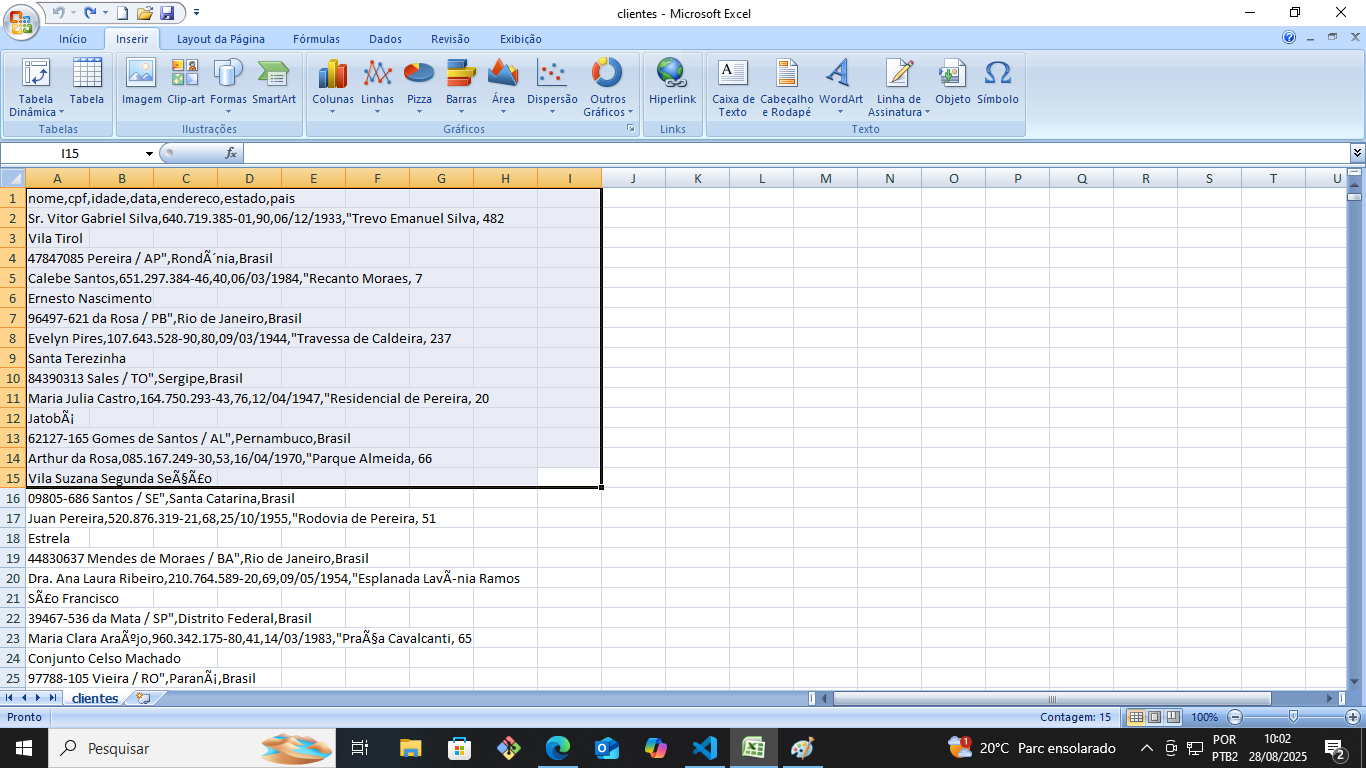 clientes - Microsoft Excel
Início Inserir Layout da Página Fórmulas Dados Revisão Exibição
Tabela Dinâmica Tabela Imagem Clip-art Formas SmartArt Colunas Linhas Pizza Barras Área Dispersão Outros Gráficos Hiperlink Caixa de Texto Cabeçalho e Rodapé WordArt Linha de Assinatura Objeto Símbolo
Tabelas Ilustrações Gráficos Links Texto
I15 fx
A B C D E F G H I J K L M N O P Q R S T U
1 nome,cpf,idade,data,endereco,estado,pais
2 Sr. Vitor Gabriel Silva,640.719.385-01,90,06/12/1933,"Trevo Emanuel Silva, 482
3 Vila Tirol
4 47847085 Pereira / AP",RondÃ´nia,Brasil
5 Calebe Santos,651.297.384-46,40,06/03/1984,"Recanto Moraes, 7
6 Ernesto Nascimento
7 96497-621 da Rosa / PB",Rio de Janeiro,Brasil
8 Evelyn Pires,107.643.528-90,80,09/03/1944,"Travessa de Caldeira, 237
9 Santa Terezinha
10 84390313 Sales / TO",Sergipe,Brasil
11 Maria Julia Castro,164.750.293-43,76,12/04/1947,"Residencial de Pereira, 20
12 JatobÃ¡
13 62127-165 Gomes de Santos / AL",Pernambuco,Brasil
14 Arthur da Rosa,085.167.249-30,53,16/04/1970,"Parque Almeida, 66
15 Vila Suzana Segunda SeÃ§Ã£o
16 09805-686 Santos / SE",Santa Catarina,Brasil
17 Juan Pereira,520.876.319-21,68,25/10/1955,"Rodovia de Pereira, 51
18 Estrela
19 44830637 Mendes de Moraes / BA",Rio de Janeiro,Brasil
20 Dra. Ana Laura Ribeiro,210.764.589-20,69,09/05/1954,"Esplanada LavÃ-nia Ramos
21 SÃ£o Francisco
22 39467-536 da Mata / SP",Distrito Federal,Brasil
23 Maria Clara AraÃºjo,960.342.175-80,41,14/03/1983,"PraÃ§a Cavalcanti, 65
24 Conjunto Celso Machado
25 97788-105 Vieira / RO",ParanÃ¡,Brasil
clientes
Pronto Contagem: 15 100%
Pesquisar 1 20°C Parc ensolarado POR PTB2 10:02 28/08/2025 2